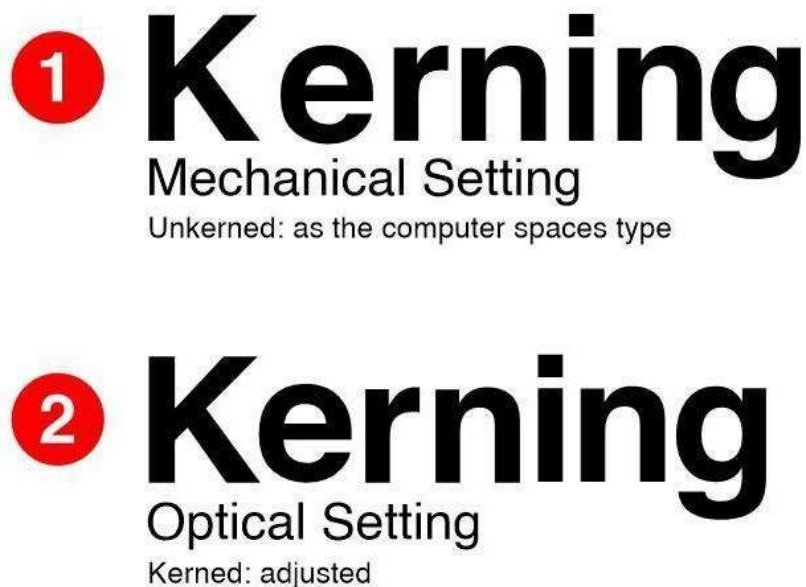 1
Kerning
Mechanical Setting
Unkerned: as the computer spaces type
2
Kerning
Optical Setting
Kerned: adjusted